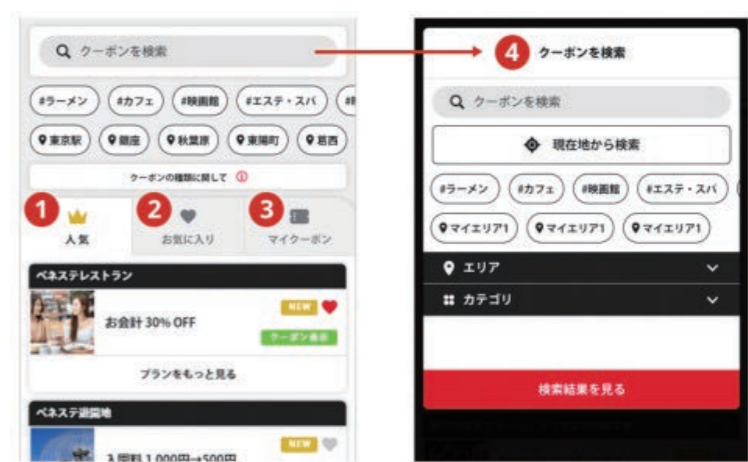 クーポンを検索
#ラーメン #カフェ #映画館 #エステ・スパ
東京駅 銀座 秋葉原 東陽町 葛西
クーポンの種類に関して
1 2 3
人気 お気に入り マイクーポン
ベネステレストラン
NEW
お会計 30% OFF
クーポン表示
プランをもっと見る
ベネステ遊園地
NEW
入園料 1,000円→500円
4 クーポンを検索
クーポンを検索
現在地から検索
#ラーメン #カフェ #映画館 #エステ・スパ
マイエリア1 マイエリア1 マイエリア1
エリア
カテゴリ
検索結果を見る